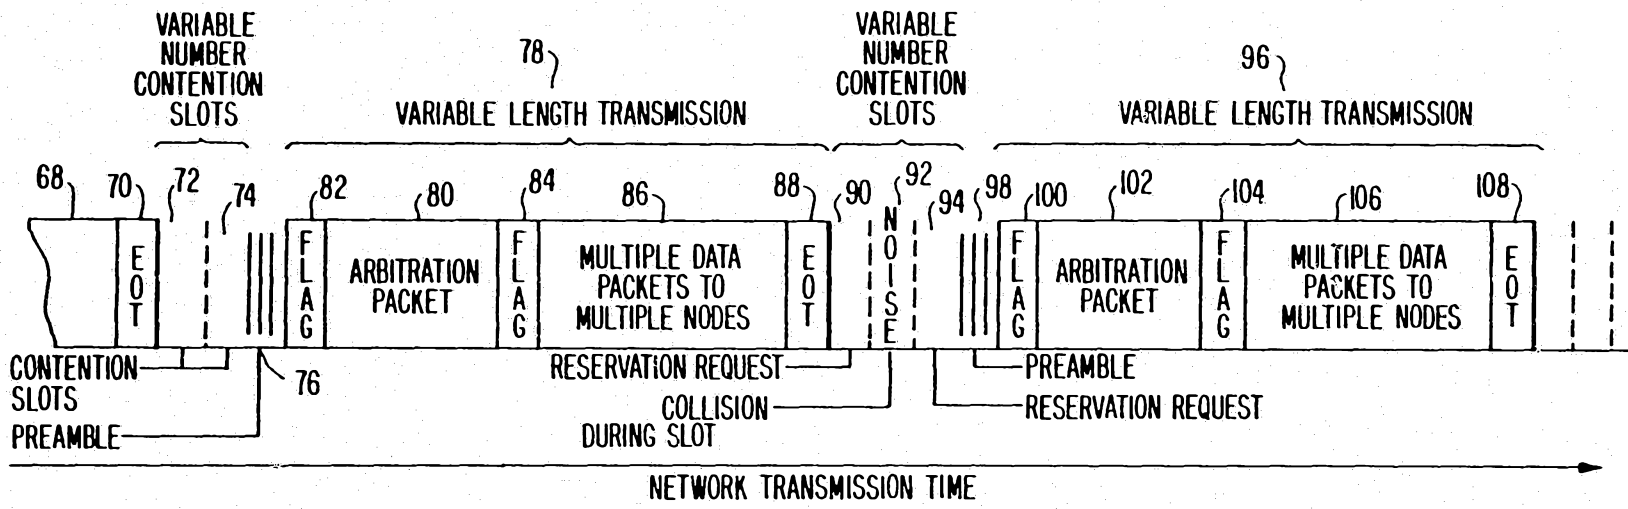 VARIABLE
NUMBER
CONTENTION
SLOTS
78
VARIABLE LENGTH TRANSMISSION
VARIABLE
NUMBER
CONTENTION
SLOTS
96
VARIABLE LENGTH TRANSMISSION
68
70
72
74
82
80
84
86
88
90
92
94
98
100
102
104
106
108
EOT
FLAG
ARBITRATION
PACKET
FLAG
MULTIPLE DATA
PACKETS TO
MULTIPLE NODES
EOT
NOISE
FLAG
ARBITRATION
PACKET
FLAG
MULTIPLE DATA
PACKETS TO
MULTIPLE NODES
EOT
CONTENTION
SLOTS
PREAMBLE
76
RESERVATION REQUEST
COLLISION
DURING SLOT
PREAMBLE
RESERVATION REQUEST
NETWORK TRANSMISSION TIME